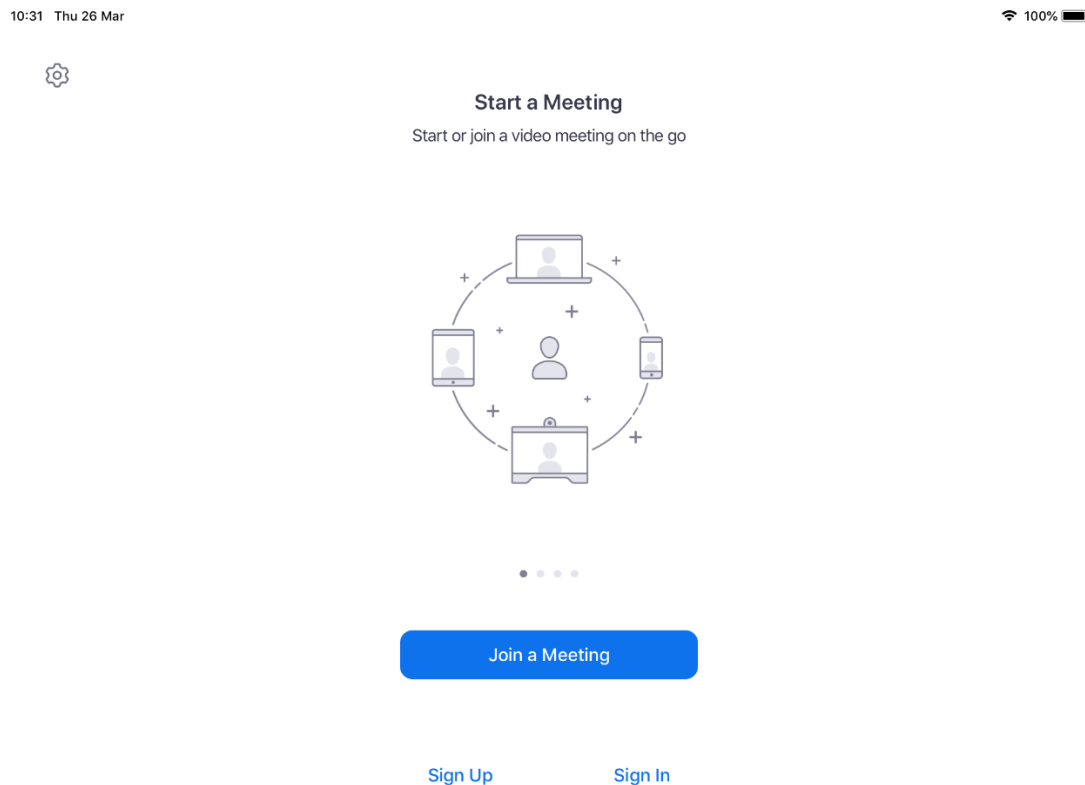 10:31 Thu 26 Mar
100%
Start a Meeting
Start or join a video meeting on the go
Join a Meeting
Sign Up
Sign In